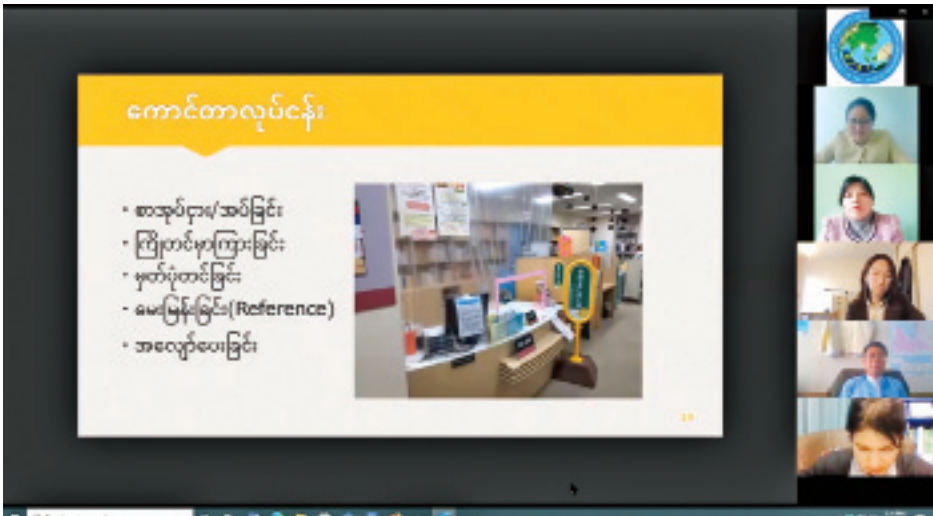 ကောင်တာလုပ်ငန်း
• စာအုပ်ငှား/အပ်ခြင်း
• ကြိုတင်မှာကြားခြင်း
• မှတ်ပုံတင်ခြင်း
• မေးမြန်းခြင်း(Reference)
• အလျော်ပေးခြင်း